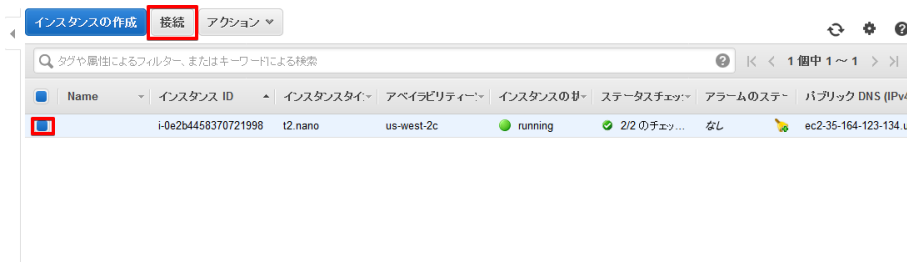 インスタンスの作成 接続 アクション
タグや属性によるフィルター、またはキーワードによる検索 1 個中 1 ～ 1
Name インスタンス ID インスタンスタイ アベイラビリティー インスタンスの ステータスチェッ アラームのステー パブリック DNS (IPv4
i-0e2b4458370721998 t2.nano us-west-2c running 2/2 のチェッ... なし ec2-35-164-123-134.u